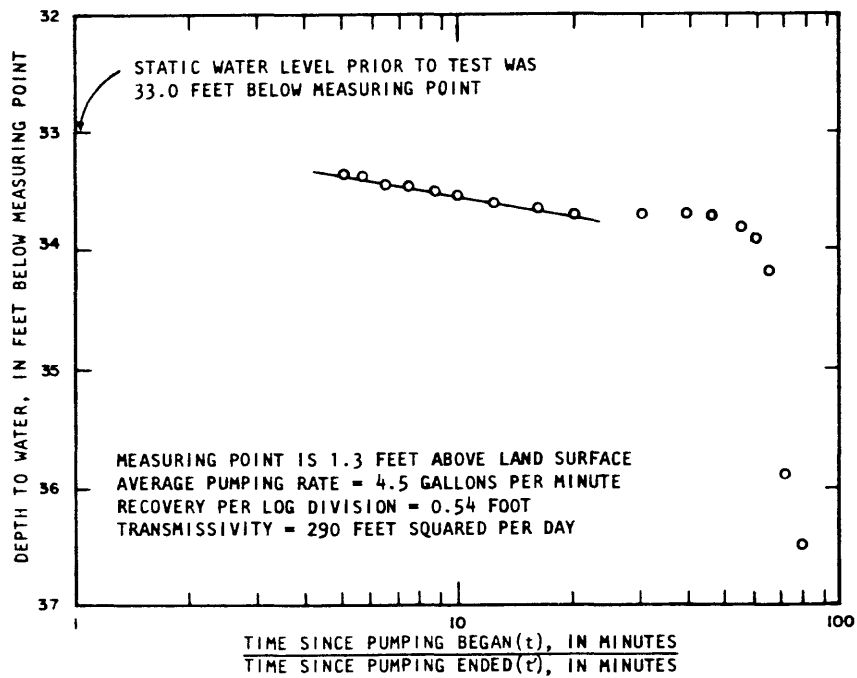 32
STATIC WATER LEVEL PRIOR TO TEST WAS
33.0 FEET BELOW MEASURING POINT
33
34
35
36
37
DEPTH TO WATER, IN FEET BELOW MEASURING POINT
MEASURING POINT IS 1.3 FEET ABOVE LAND SURFACE
AVERAGE PUMPING RATE = 4.5 GALLONS PER MINUTE
RECOVERY PER LOG DIVISION = 0.54 FOOT
TRANSMISSIVITY = 290 FEET SQUARED PER DAY
1 10 100
TIME SINCE PUMPING BEGAN(t), IN MINUTES
TIME SINCE PUMPING ENDED(t'), IN MINUTES